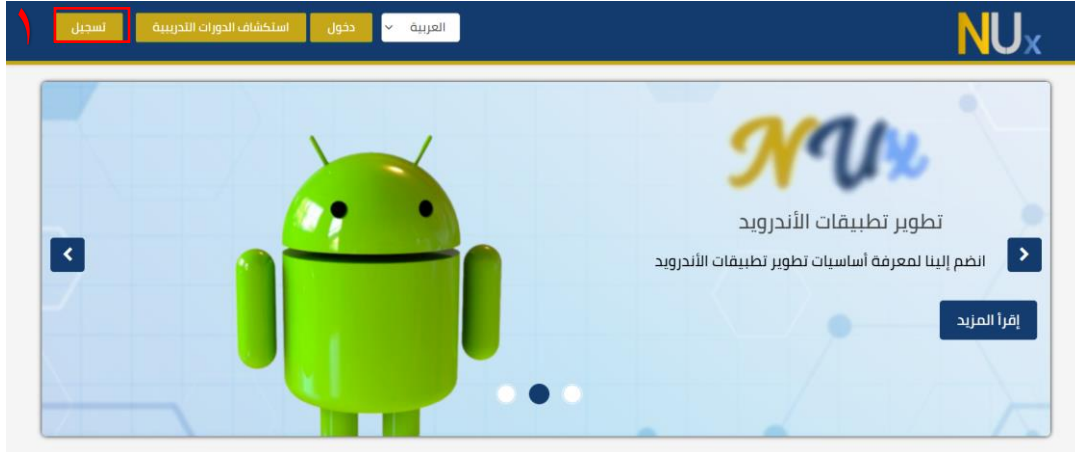 NUx
العربية
دخول
استكشاف الدورات التدريبية
تسجيل
١
NUx
تطوير تطبيقات الأندرويد
انضم إلينا لمعرفة أساسيات تطوير تطبيقات الأندرويد
إقرأ المزيد